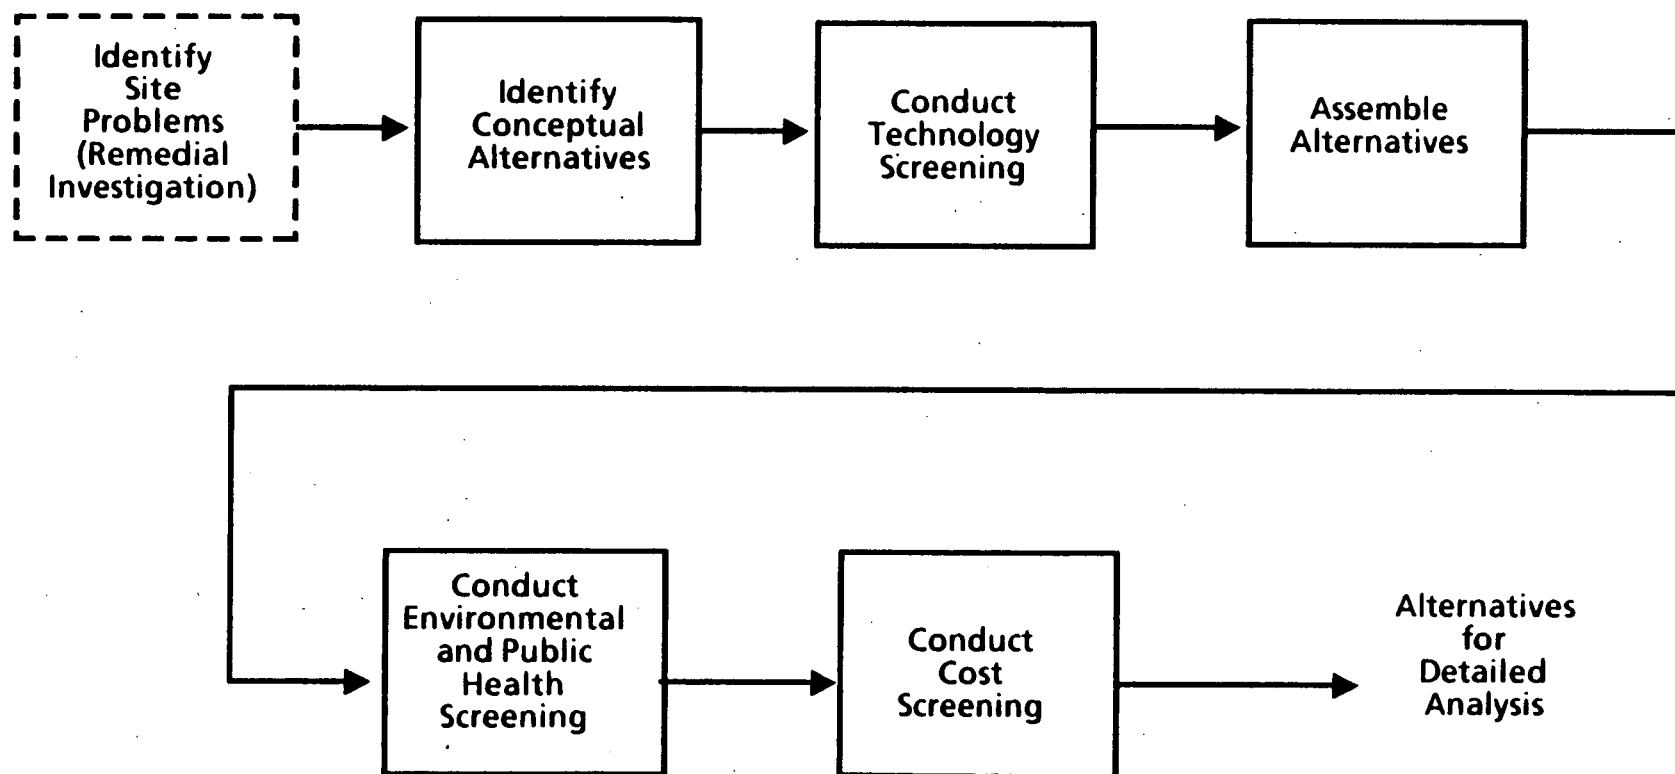 Identify
Site
Problems
(Remedial
Investigation)
Identify
Conceptual
Alternatives
Conduct
Technology
Screening
Assemble
Alternatives
Conduct
Environmental
and Public
Health
Screening
Conduct
Cost
Screening
Alternatives
for
Detailed
Analysis